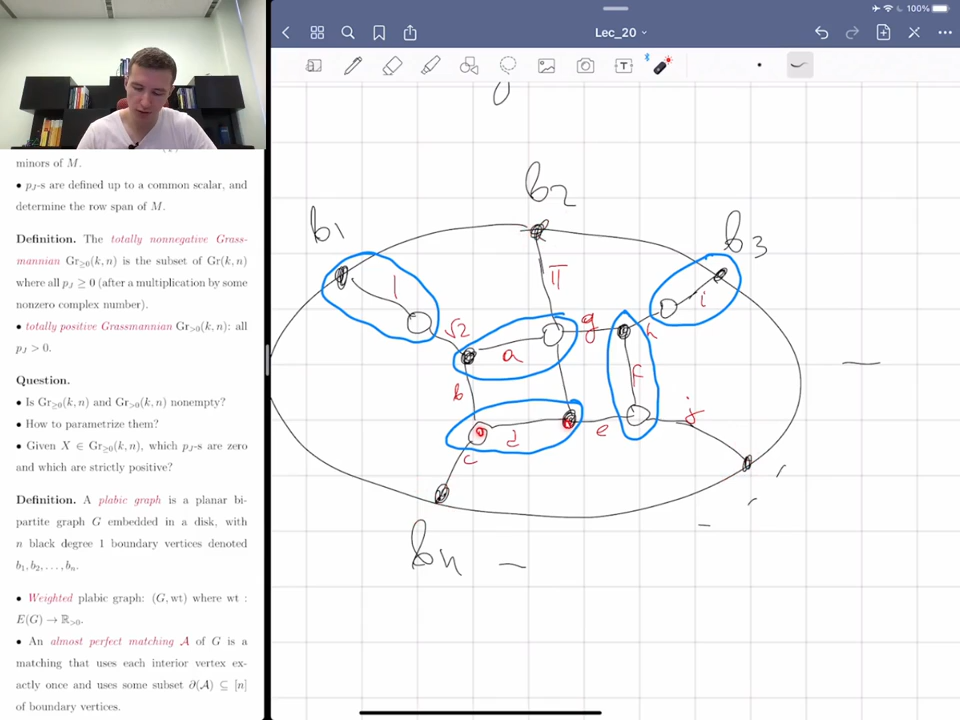 100%
Lec_20
minors of M.
• p_J-s are defined up to a common scalar, and
determine the row span of M.
Definition. The totally nonnegative Grass-
mannian Gr≥0(k, n) is the subset of Gr(k, n)
where all p_J ≥ 0 (after a multiplication by some
nonzero complex number).
• totally positive Grassmannian Gr>0(k, n): all
p_J > 0.
Question.
• Is Gr≥0(k, n) and Gr>0(k, n) nonempty?
• How to parametrize them?
• Given X ∈ Gr≥0(k, n), which p_J-s are zero
and which are strictly positive?
Definition. A plabic graph is a planar bi-
partite graph G embedded in a disk, with
n black degree 1 boundary vertices denoted
b₁, b₂, . . . , bₙ.
• Weighted plabic graph: (G, wt) where wt :
E(G) → ℝ>0.
• An almost perfect matching 𝒜 of G is a
matching that uses each interior vertex ex-
actly once and uses some subset ∂(𝒜) ⊆ [n]
of boundary vertices.
b2
b1
b3
π
1
i
√2
g
h
a
f
b
d
e
j
c
bn